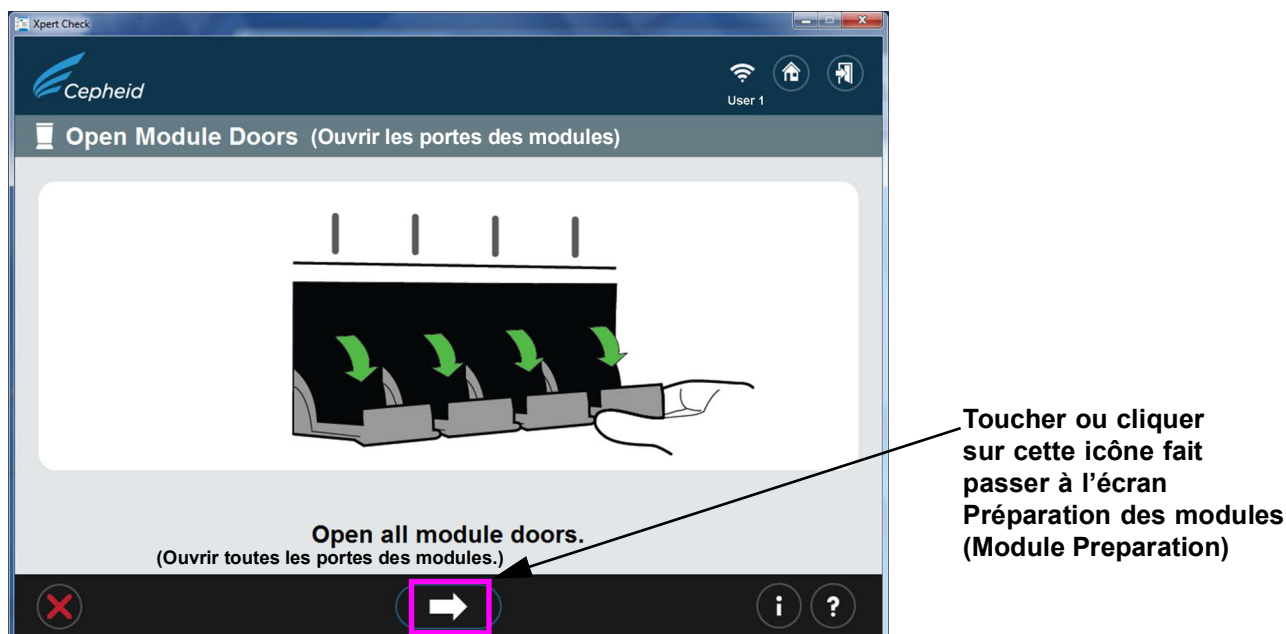 Xpert Check
Cepheid
User 1
Open Module Doors (Ouvrir les portes des modules)
Open all module doors.
(Ouvrir toutes les portes des modules.)
i ?
Toucher ou cliquer
sur cette icône fait
passer à l’écran
Préparation des modules
(Module Preparation)